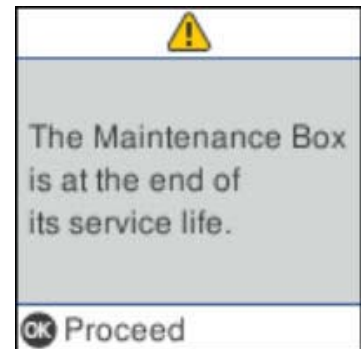 The Maintenance Box
is at the end of
its service life.
OK Proceed